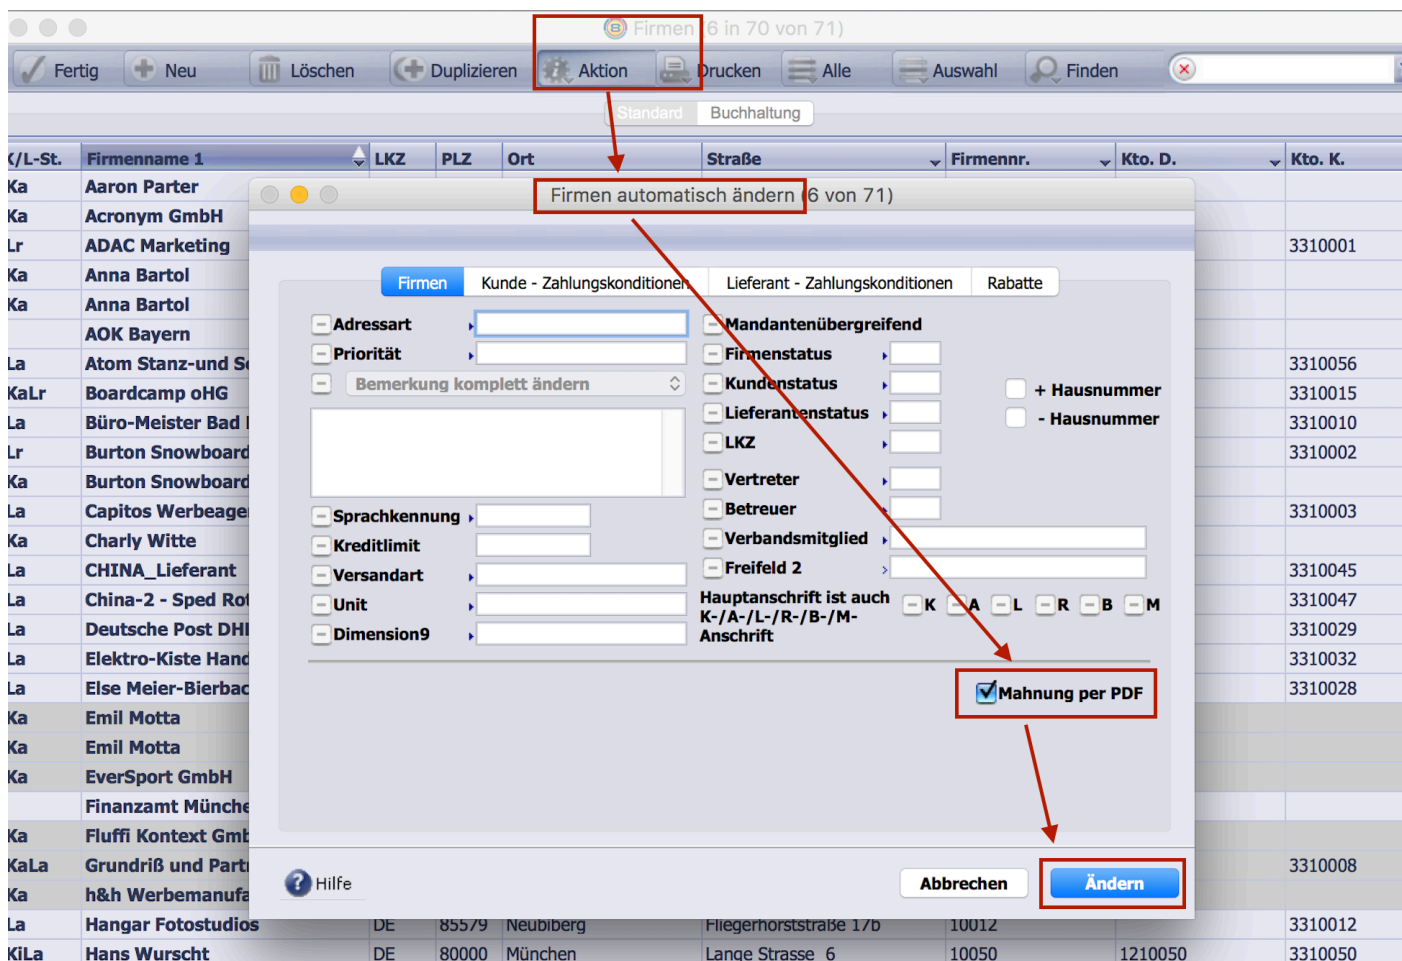 Firmen (6 in 70 von 71)
Fertig Neu Löschen Duplizieren Aktion Drucken Alle Auswahl Finden
Standard Buchhaltung
K/L-St. Firmenname 1 LKZ PLZ Ort Straße Firmennr. Kto. D. Kto. K.
Ka Aaron Parter
Firmen automatisch ändern (6 von 71)
Ka Acronym GmbH
Lr ADAC Marketing 3310001
Ka Anna Bartol
Firmen Kunde - Zahlungskonditionen Lieferant - Zahlungskonditionen Rabatte
Ka Anna Bartol
Adressart Mandantenübergreifend
AOK Bayern
Priorität Firmenstatus
La Atom Stanz-und 3310056
Bemerkung komplett ändern Kundenstatus + Hausnummer
KaLr Boardcamp oHG 3310015
Lieferantenstatus - Hausnummer
La Büro-Meister Bad 3310010
LKZ
Lr Burton Snowboard 3310002
Ka Burton Snowboard
Vertreter
La Capitos Werbeage 3310003
Sprachkennung Betreuer
Ka Charly Witte
Kreditlimit Verbandsmitglied
La CHINA_Lieferant 3310045
Versandart Freifeld 2
La China-2 - Sped Rot 3310047
Unit Hauptanschrift ist auch K A L R B M
K-/A-/L-/R-/B-/M-
La Deutsche Post DHL 3310029
Dimension9 Anschrift
La Elektro-Kiste Hand 3310032
La Else Meier-Bierbac 3310028
Mahnung per PDF
Ka Emil Motta
Ka Emil Motta
Ka EverSport GmbH
Finanzamt Münche
Ka Fluffi Kontext Gmb
KaLa Grundriß und Part 3310008
Hilfe Abbrechen Ändern
Ka h&h Werbemanufa
La Hangar Fotostudios DE 85579 Neubiberg Fliegerhorststraße 17b 10012 3310012
KiLa Hans Wurscht DE 80000 München Lange Strasse 6 10050 1210050 3310050